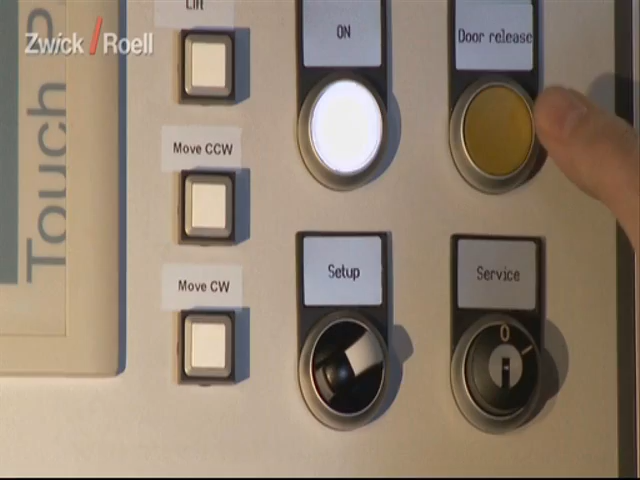 Lift
ON
Door release
Zwick / Roell
Touch P
Move CCW
Setup
Service
Move CW
0